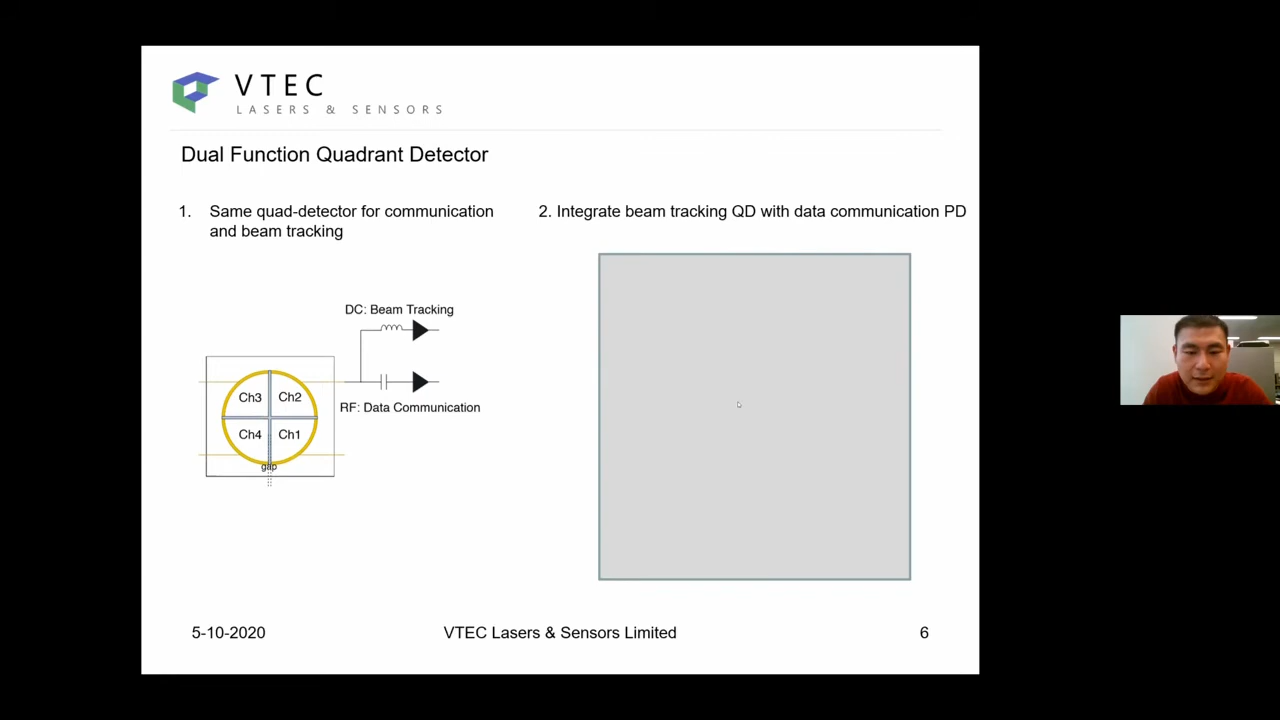 VTEC
LASERS & SENSORS
Dual Function Quadrant Detector
1. Same quad-detector for communication
and beam tracking
2. Integrate beam tracking QD with data communication PD
DC: Beam Tracking
RF: Data Communication
Ch3 Ch2
Ch4 Ch1
gap
5-10-2020 VTEC Lasers & Sensors Limited 6